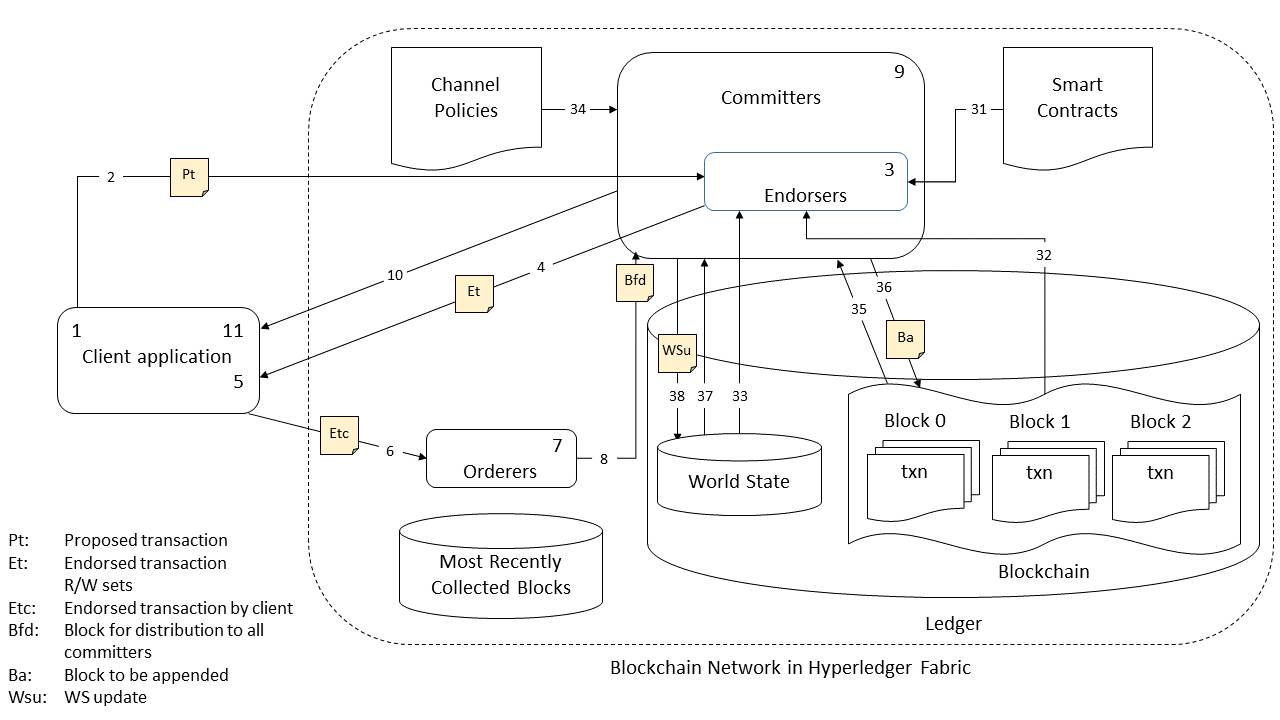 Channel
Policies
34
9
Committers
31
Smart
Contracts
2
Pt
3
Endorsers
10
4
Et
Bfd
32
36
35
Ba
WSu
1
11
Client application
5
38
37
33
Etc
6
7
Orderers
8
World State
Block 0
Block 1
Block 2
txn
txn
txn
Blockchain
Most Recently
Collected Blocks
Ledger
Blockchain Network in Hyperledger Fabric
Pt: Proposed transaction
Et: Endorsed transaction
R/W sets
Etc: Endorsed transaction by client
Bfd: Block for distribution to all
committers
Ba: Block to be appended
Wsu: WS update